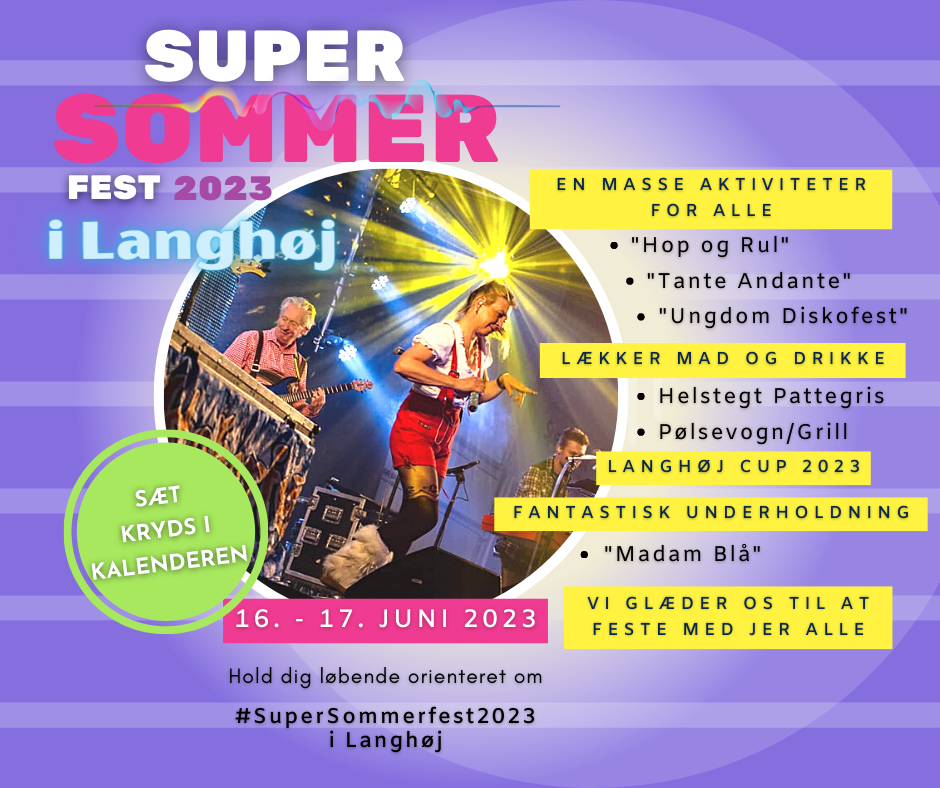 SUPER
SOMMER
FEST 2023
i Langhøj
EN MASSE AKTIVITETER
FOR ALLE
• "Hop og Rul"
• "Tante Andante"
• "Ungdom Diskofest"
LÆKKER MAD OG DRIKKE
• Helstegt Pattegris
• Pølsevogn/Grill
LANGHØJ CUP 2023
FANTASTISK UNDERHOLDNING
• "Madam Blå"
VI GLÆDER OS TIL AT
FESTE MED JER ALLE
SÆT
KRYDS I
KALENDEREN
16. - 17. JUNI 2023
Hold dig løbende orienteret om
#SuperSommerfest2023
i Langhøj